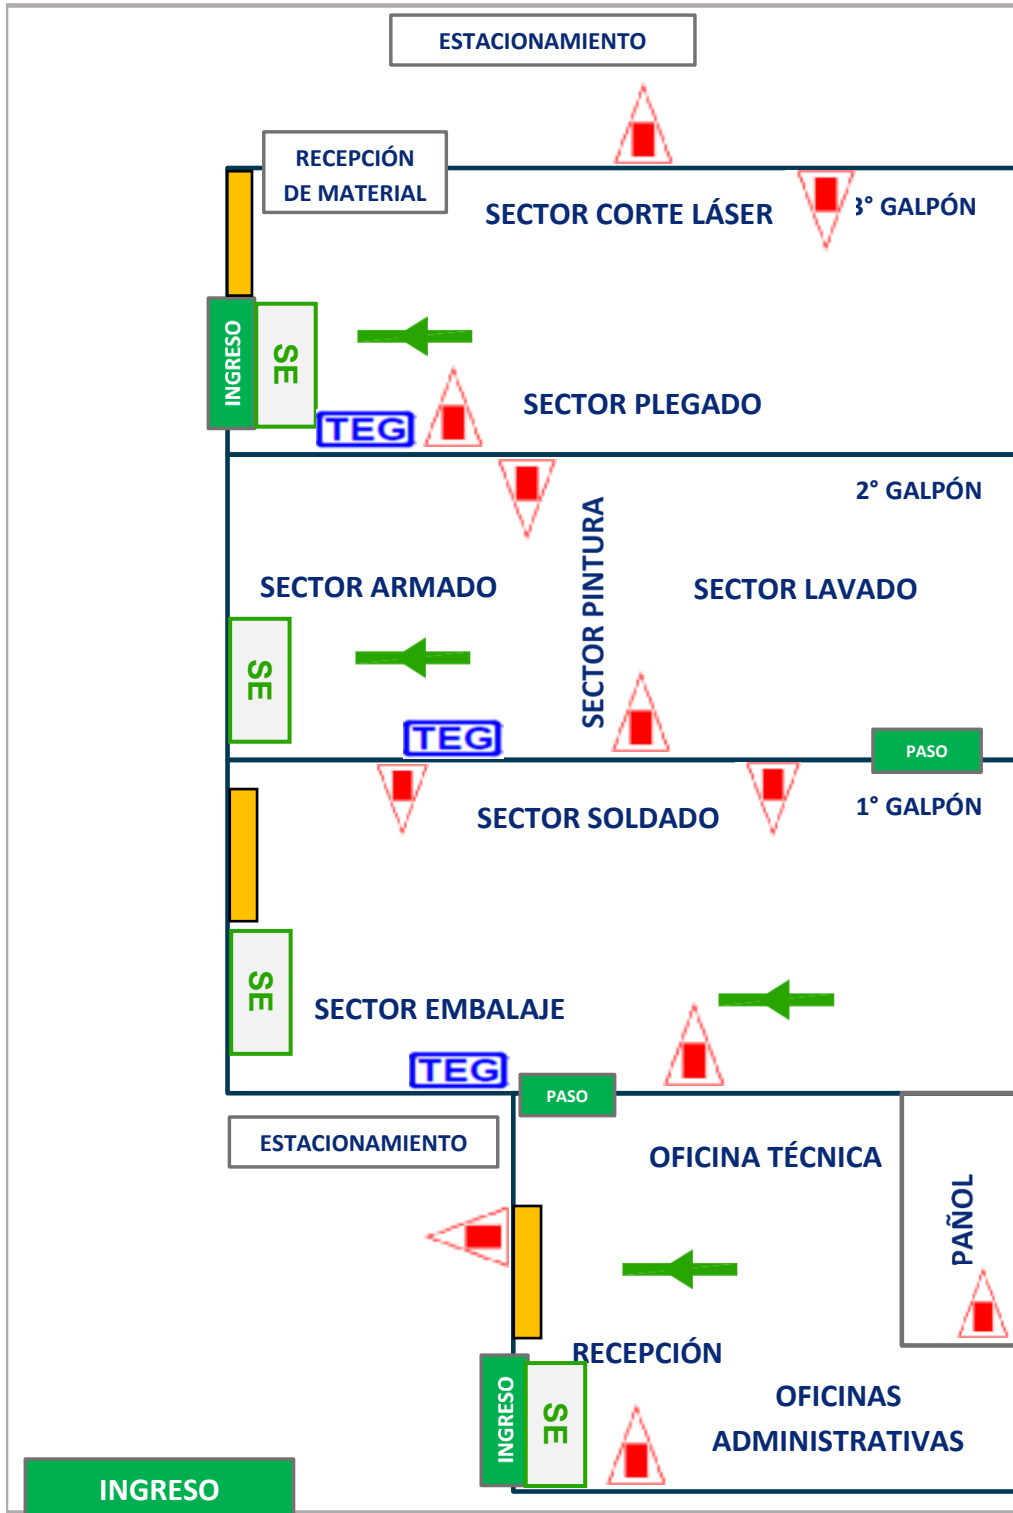 ESTACIONAMIENTO
RECEPCIÓN
DE MATERIAL
SECTOR CORTE LÁSER
3° GALPÓN
INGRESO
SE
SECTOR PLEGADO
TEG
2° GALPÓN
SECTOR PINTURA
SECTOR ARMADO
SECTOR LAVADO
SE
TEG
PASO
1° GALPÓN
SECTOR SOLDADO
SE
SECTOR EMBALAJE
TEG
PASO
ESTACIONAMIENTO
OFICINA TÉCNICA
PAÑOL
RECEPCIÓN
INGRESO
SE
OFICINAS
ADMINISTRATIVAS
INGRESO